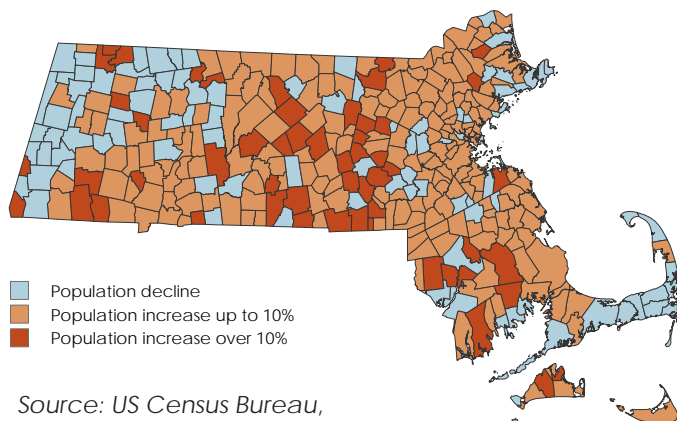 Population decline
Population increase up to 10%
Population increase over 10%
Source: US Census Bureau,